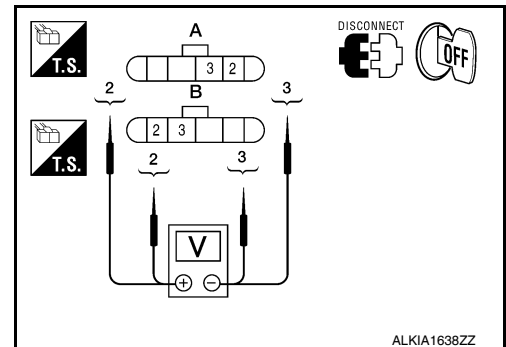 DISCONNECT
OFF
T.S.
A
3 2
2
3
B
T.S.
2 3
2
3
V
+ −
ALKIA1638ZZ